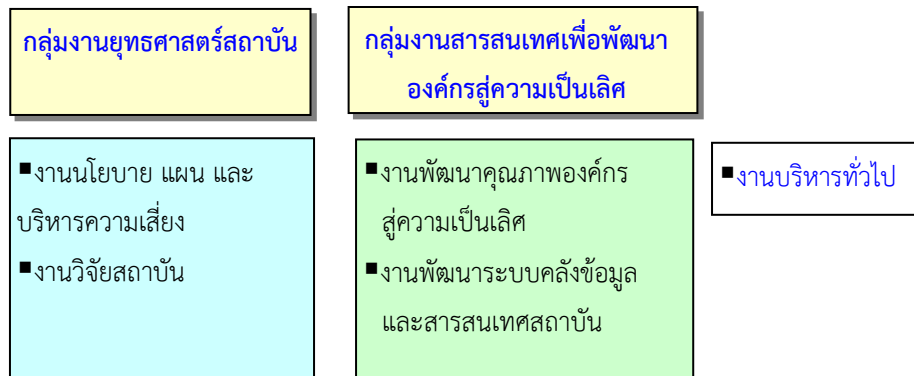 กลุ่มงานยุทธศาสตร์สถาบัน
กลุ่มงานสารสนเทศเพื่อพัฒนา
องค์กรสู่ความเป็นเลิศ
▪งานนโยบาย แผน และ
บริหารความเสี่ยง
▪งานวิจัยสถาบัน
▪งานพัฒนาคุณภาพองค์กร
สู่ความเป็นเลิศ
▪งานพัฒนาระบบคลังข้อมูล
และสารสนเทศสถาบัน
▪งานบริหารทั่วไป